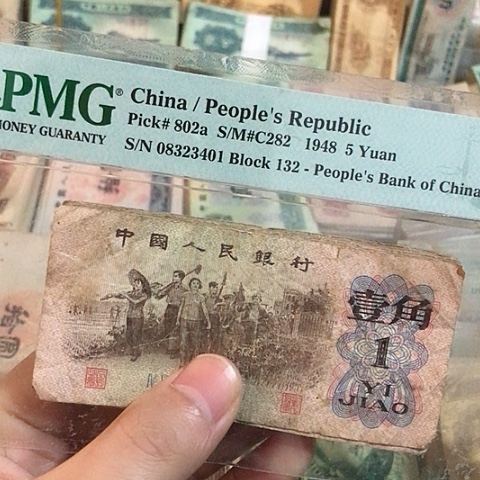 PMG®
MONEY GUARANTY
China / People's Republic
Pick# 802a S/M#C282 1948 5 Yuan
S/N 08323401 Block 132 - People's Bank of China
中國人民銀行
壹角
1
YI
JIAO